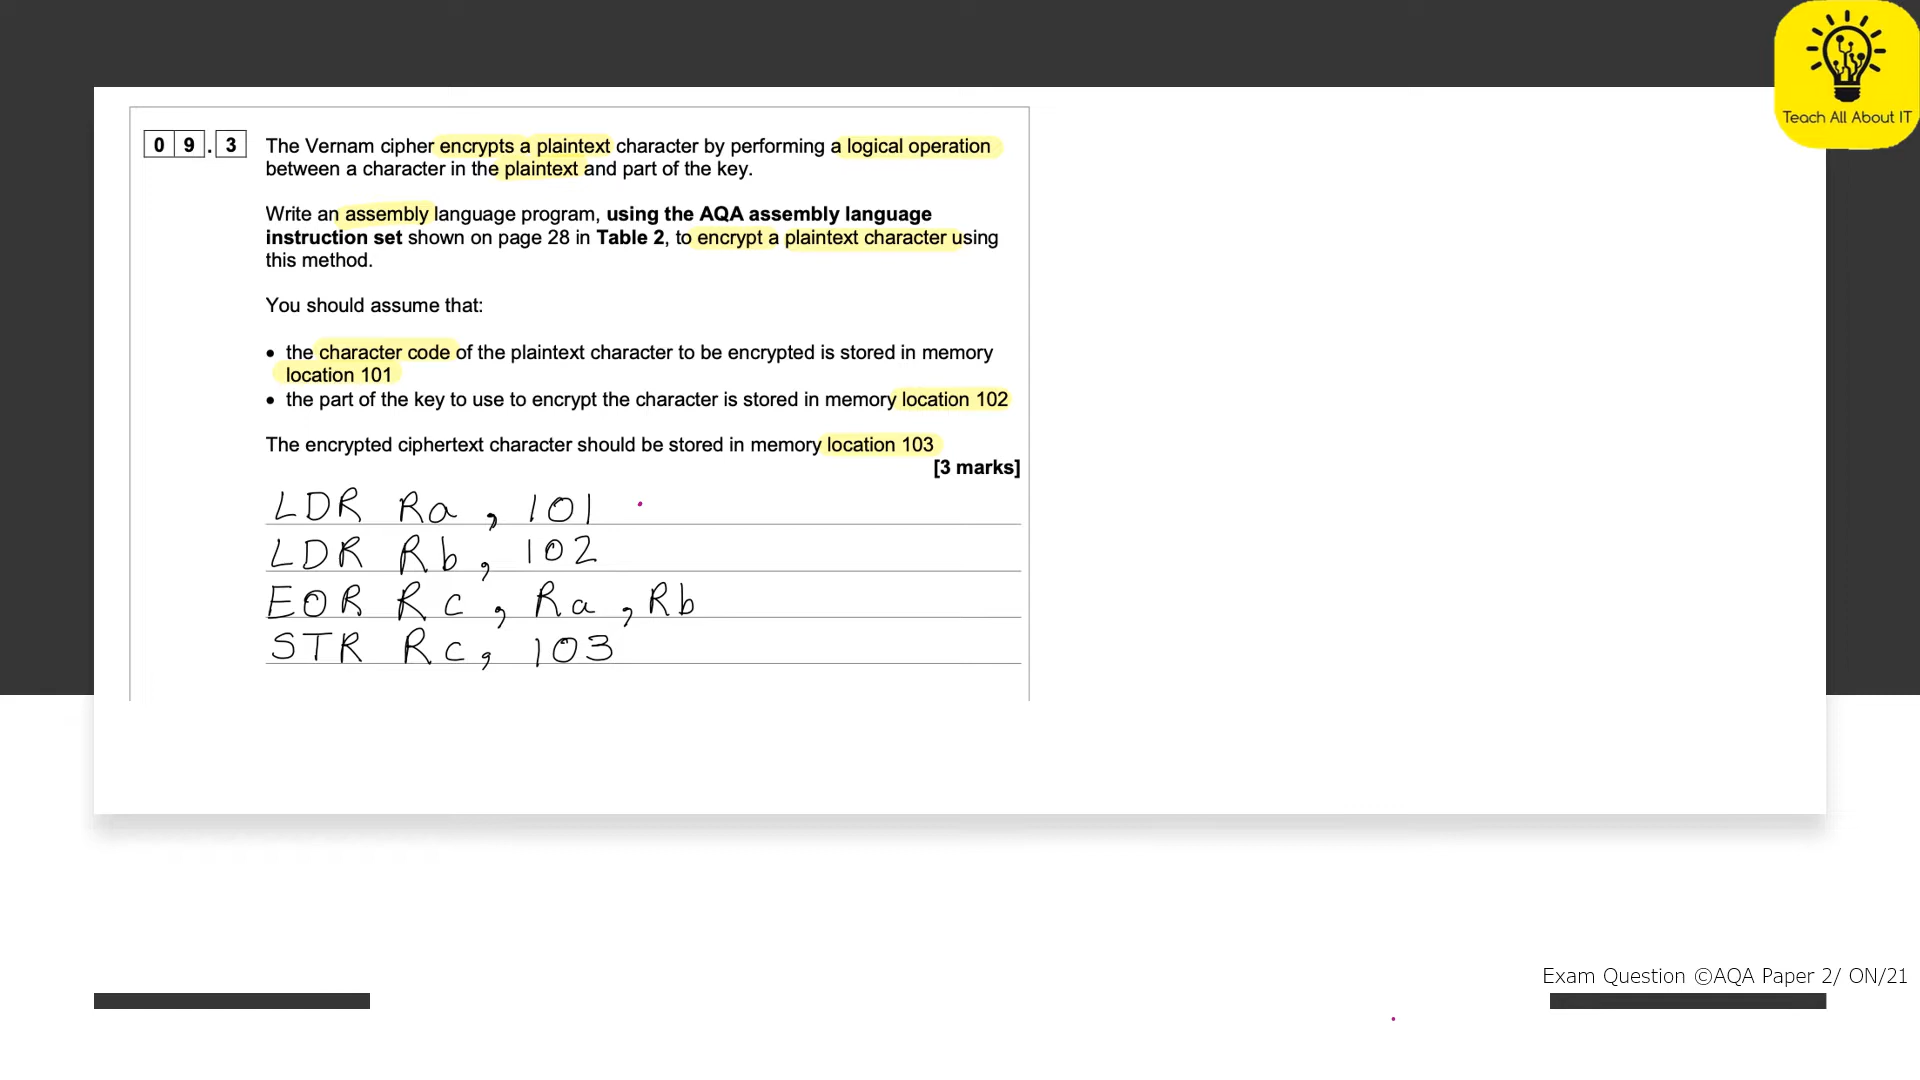 Teach All About IT
09.3 The Vernam cipher encrypts a plaintext character by performing a logical operation
between a character in the plaintext and part of the key.
Write an assembly language program, using the AQA assembly language
instruction set shown on page 28 in Table 2, to encrypt a plaintext character using
this method.
You should assume that:
• the character code of the plaintext character to be encrypted is stored in memory
location 101
• the part of the key to use to encrypt the character is stored in memory location 102
The encrypted ciphertext character should be stored in memory location 103
[3 marks]
LDR Ra, 101
LDR Rb, 102
EOR Rc, Ra, Rb
STR Rc, 103
Exam Question ©AQA Paper 2/ ON/21